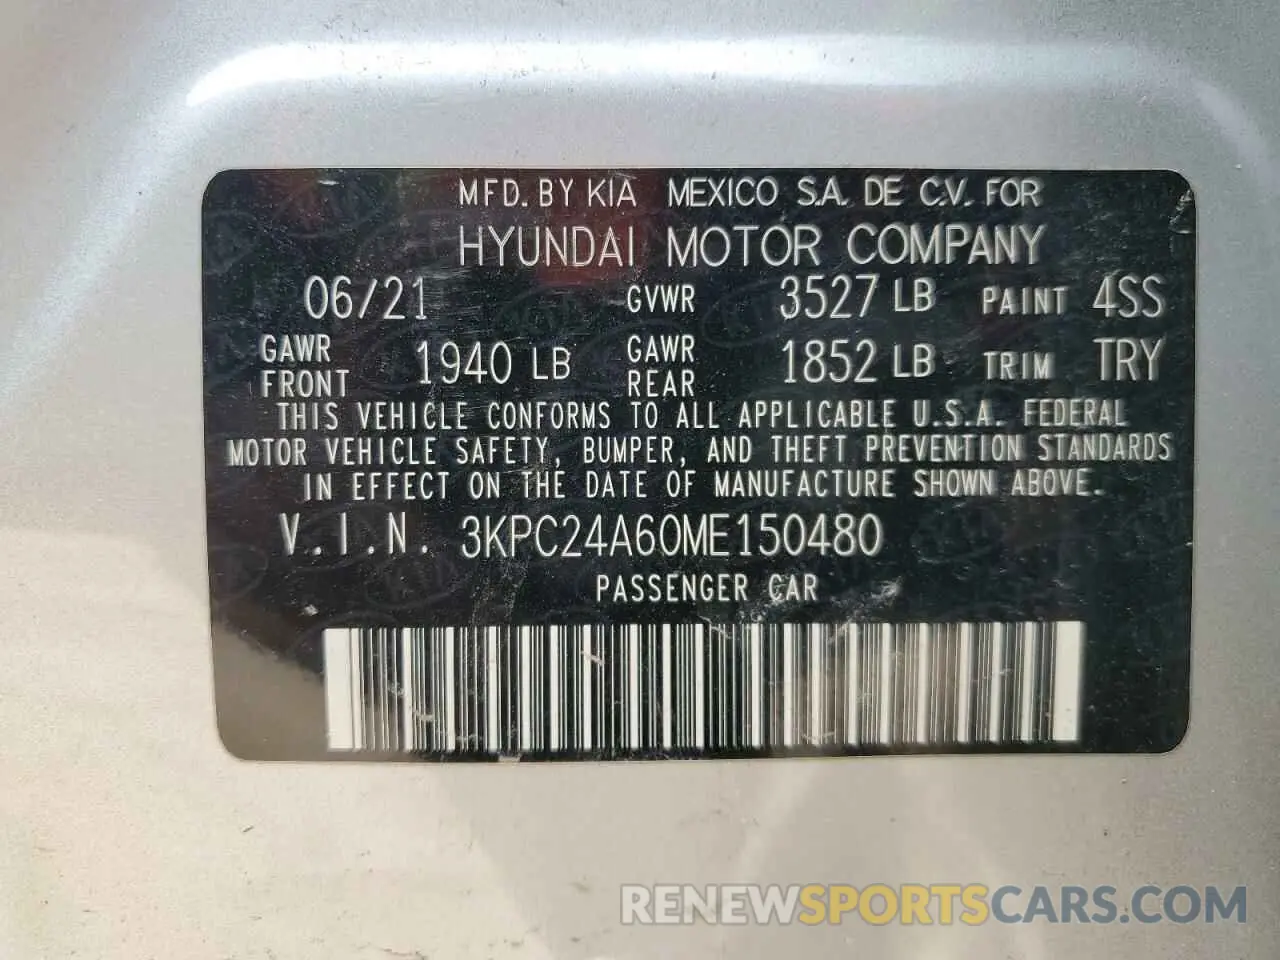 MFD. BY KIA MEXICO S.A. DE C.V. FOR
HYUNDAI MOTOR COMPANY
06/21 GVWR 3527 LB PAINT 4SS
GAWR FRONT 1940 LB GAWR REAR 1852 LB TRIM TRY
THIS VEHICLE CONFORMS TO ALL APPLICABLE U.S.A. FEDERAL
MOTOR VEHICLE SAFETY, BUMPER, AND THEFT PREVENTION STANDARDS
IN EFFECT ON THE DATE OF MANUFACTURE SHOWN ABOVE.
V.I.N. 3KPC24A60ME150480
PASSENGER CAR
RENEWSPORTSCARS.COM